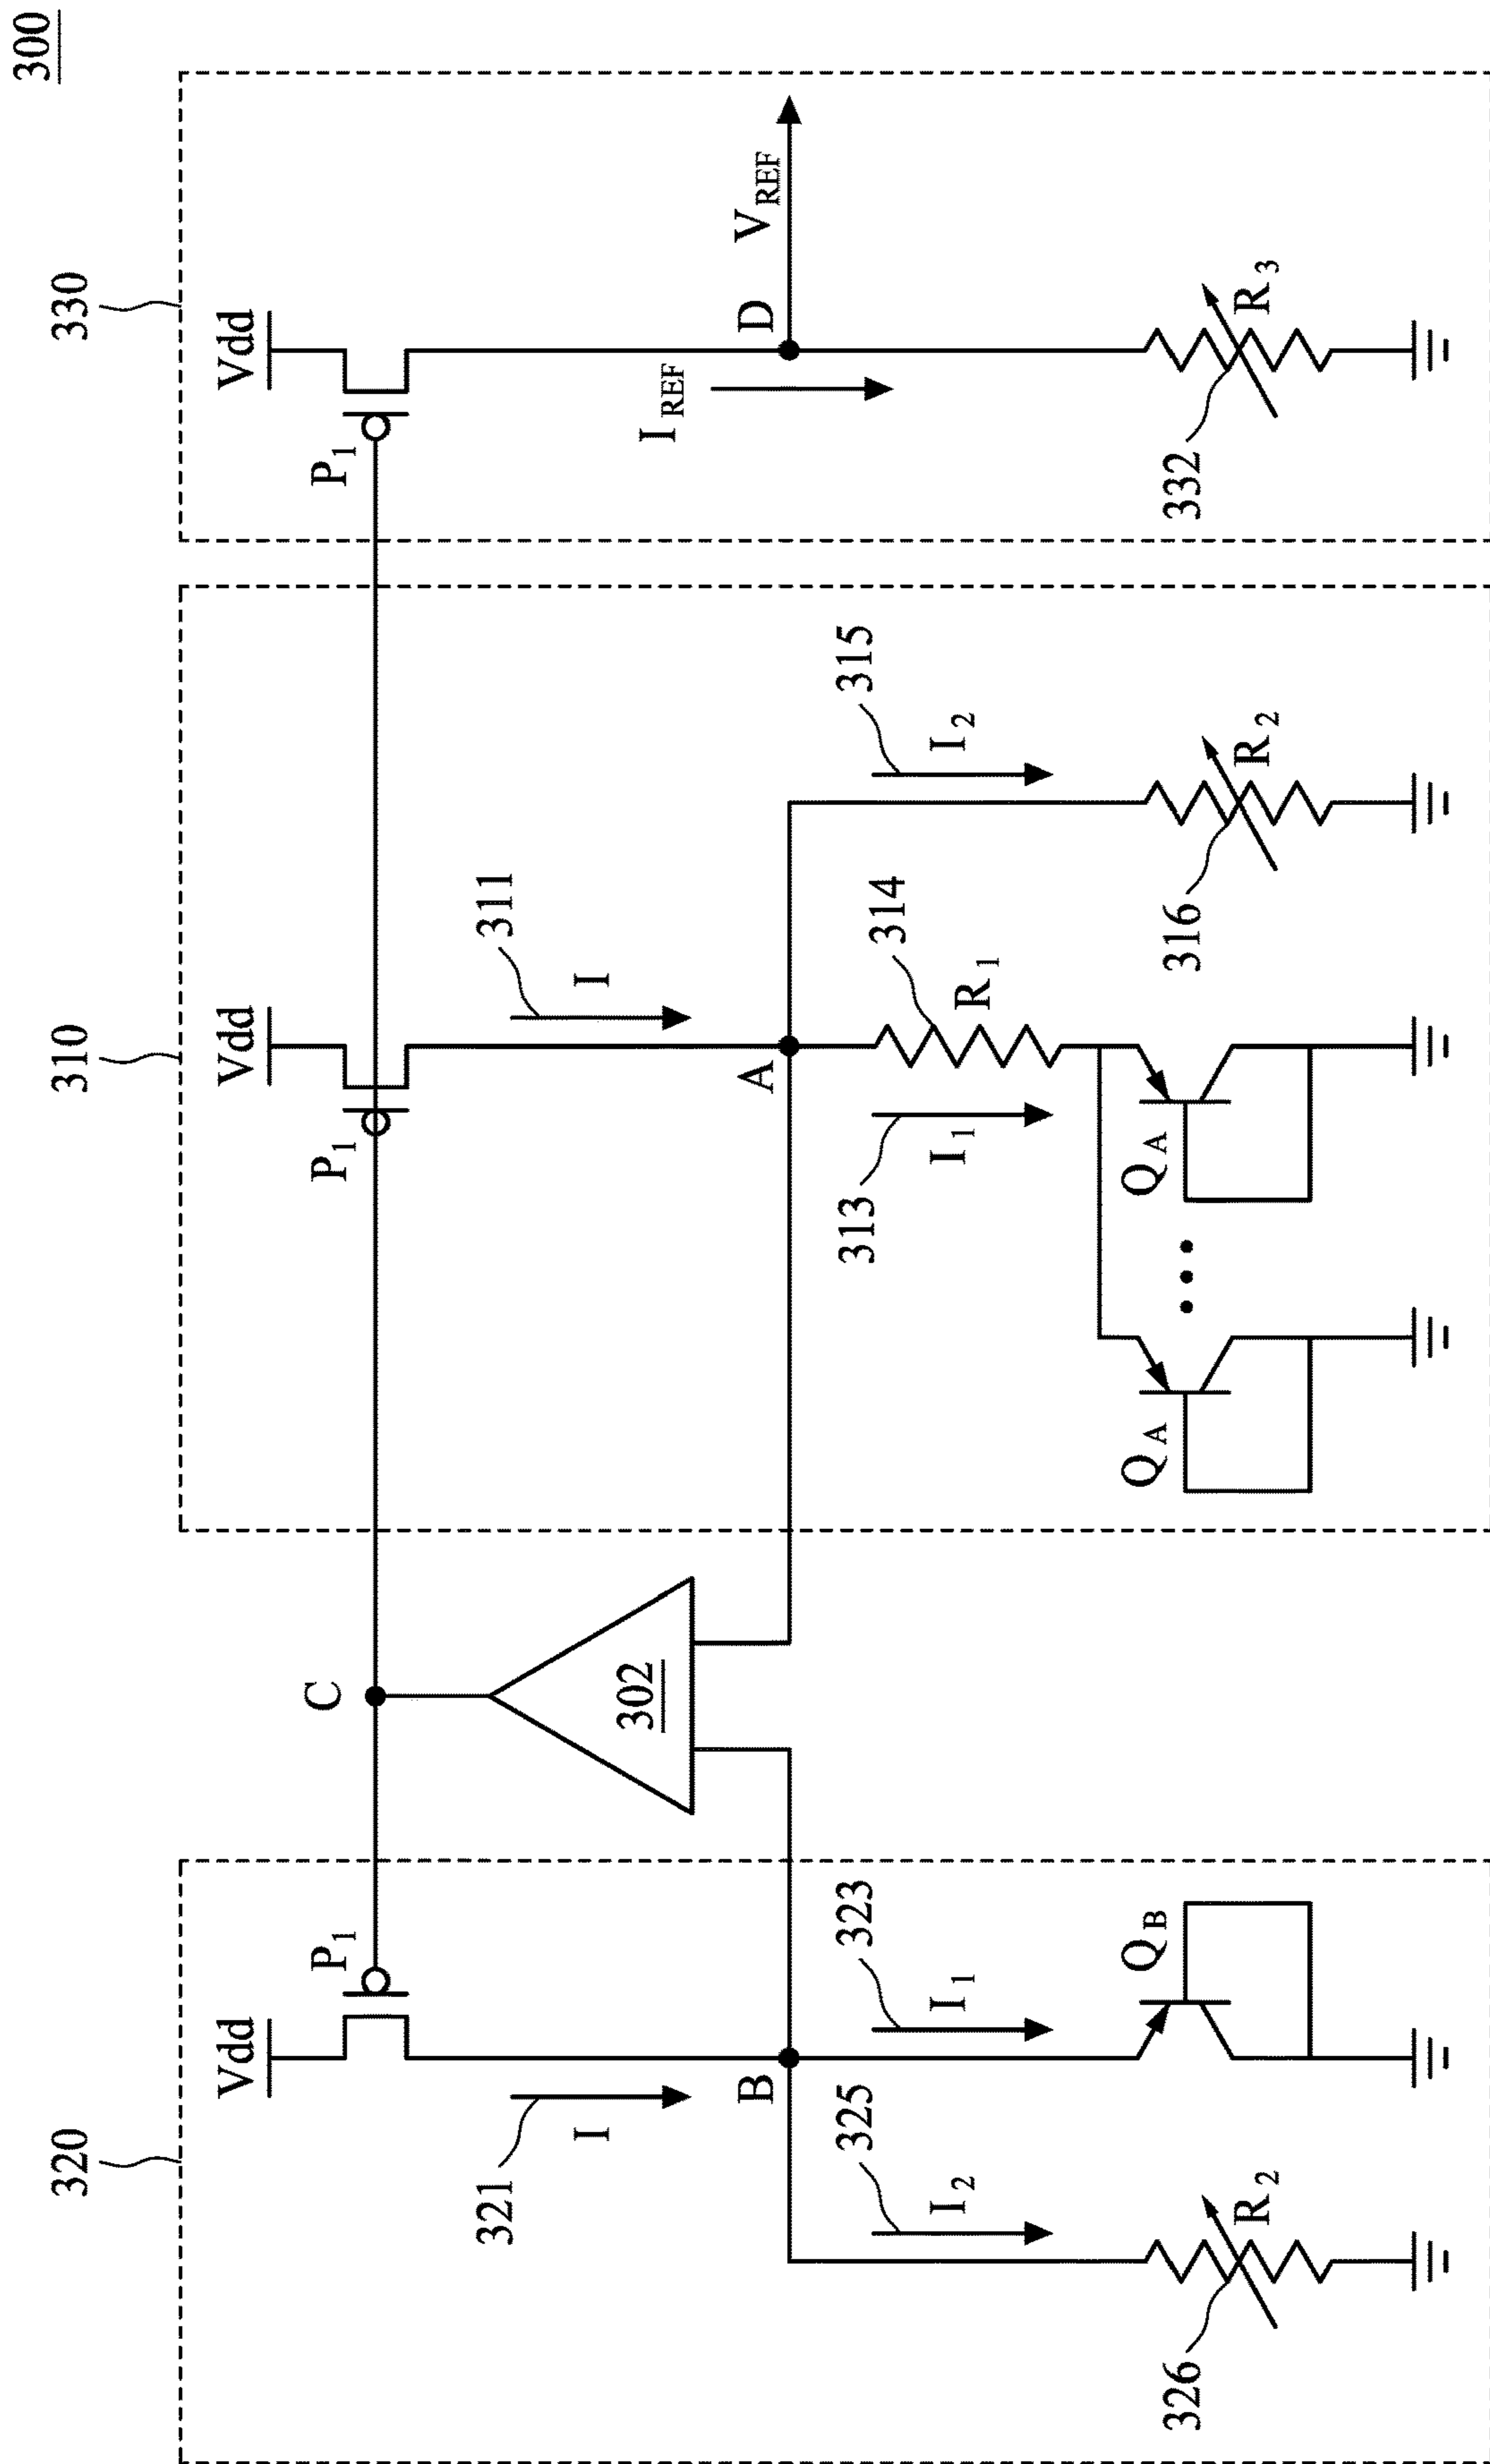 300
320
310
330
Vdd
Vdd
Vdd
P1
C
P1
P1
321
I
302
311
I
IREF
VREF
B
A
D
325
I2
323
I1
313
I1
314
R1
315
I2
326
R2
QB
QA
QA
316
R2
332
R3